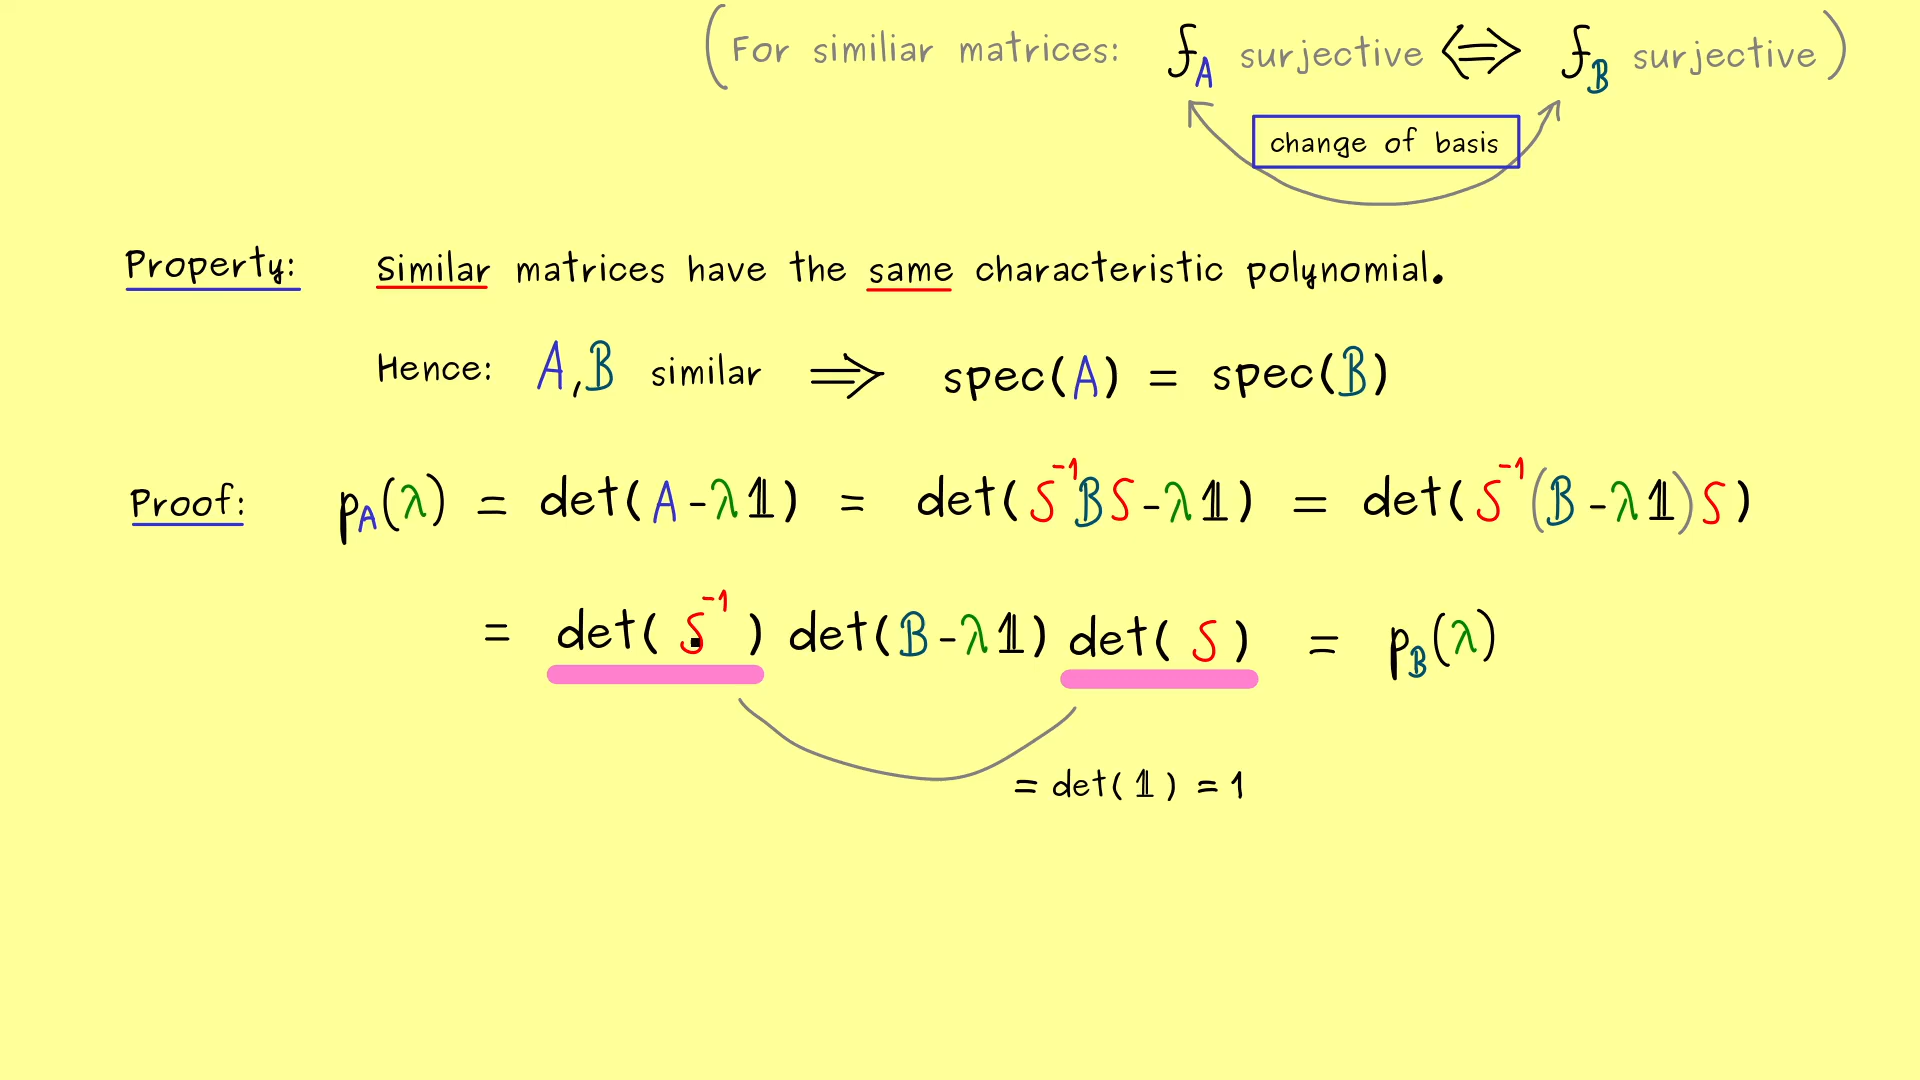 (For similiar matrices: f_A surjective ⟺ f_B surjective)
change of basis
Property: Similar matrices have the same characteristic polynomial.
Hence: A,B similar ⟹ spec(A) = spec(B)
Proof: p_A(λ) = det(A-λ𝟙) = det(S⁻¹BS-λ𝟙) = det(S⁻¹(B-λ𝟙)S)
= det(S⁻¹) det(B-λ𝟙) det(S) = p_B(λ)
= det(𝟙) = 1